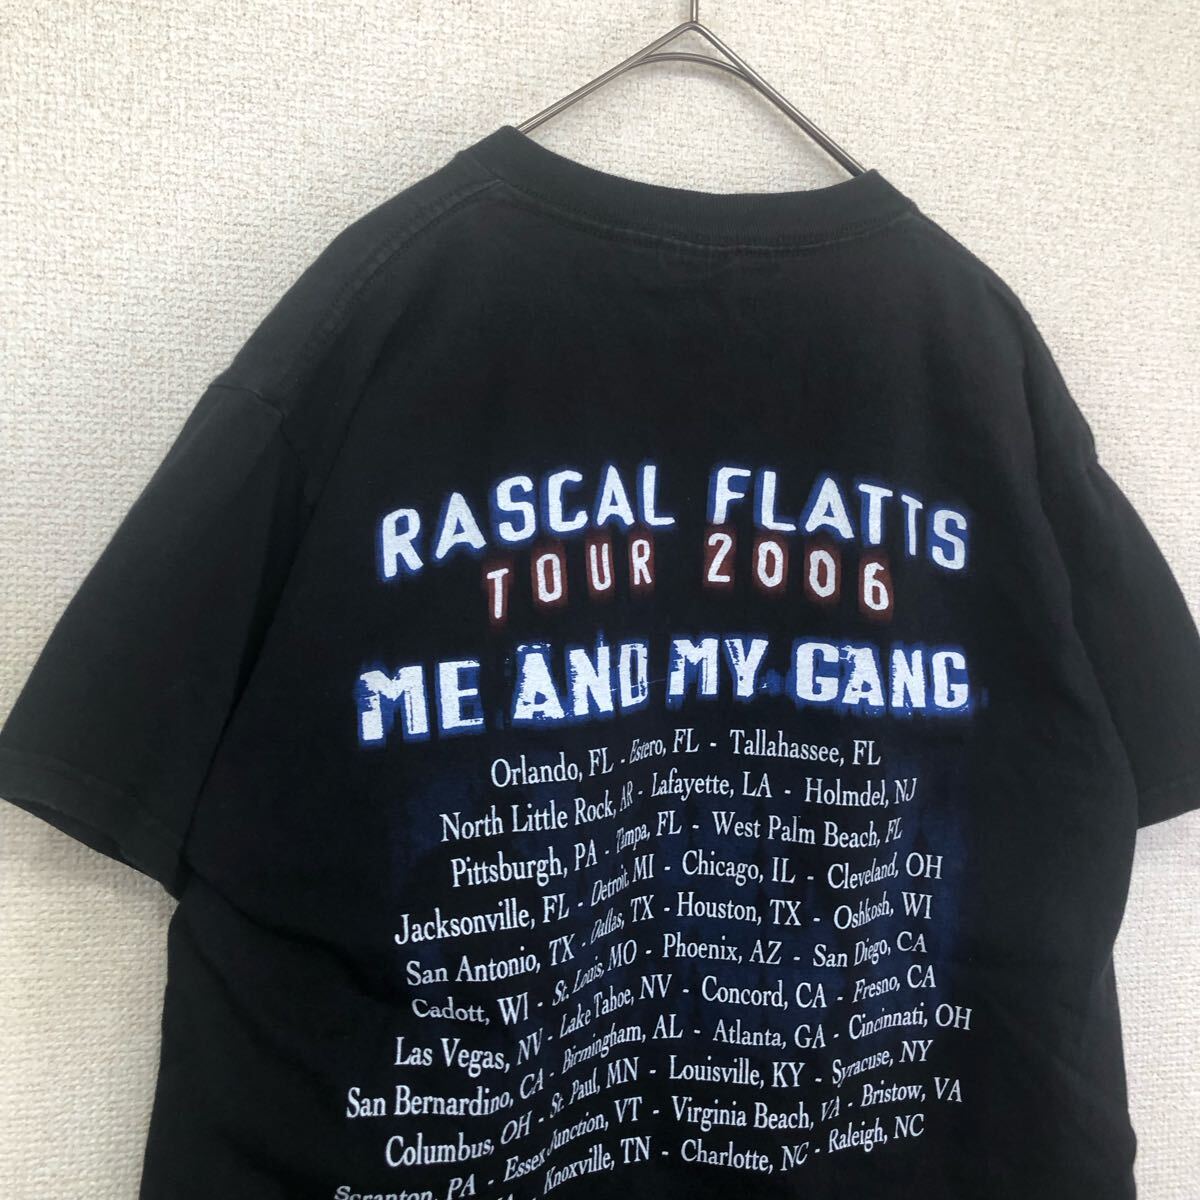 RASCAL FLATTS
TOUR 2006
ME AND MY GANG
Orlando, FL - Estero, FL - Tallahassee, FL
North Little Rock, AR - Lafayette, LA - Holmdel, NJ
Pittsburgh, PA - Tampa, FL - West Palm Beach, FL
Jacksonville, FL - Detroit, MI - Chicago, IL - Cleveland, OH
San Antonio, TX - Dallas, TX - Houston, TX - Oshkosh, WI
Cadott, WI - St. Louis, MO - Phoenix, AZ - San Diego, CA
Las Vegas, NV - Lake Tahoe, NV - Concord, CA - Fresno, CA
San Bernardino, CA - Birmingham, AL - Atlanta, GA - Cincinnati, OH
Columbus, OH - St. Paul, MN - Louisville, KY - Syracuse, NY
Scranton, PA - Essex Junction, VT - Virginia Beach, VA - Bristow, VA
Knoxville, TN - Charlotte, NC - Raleigh, NC